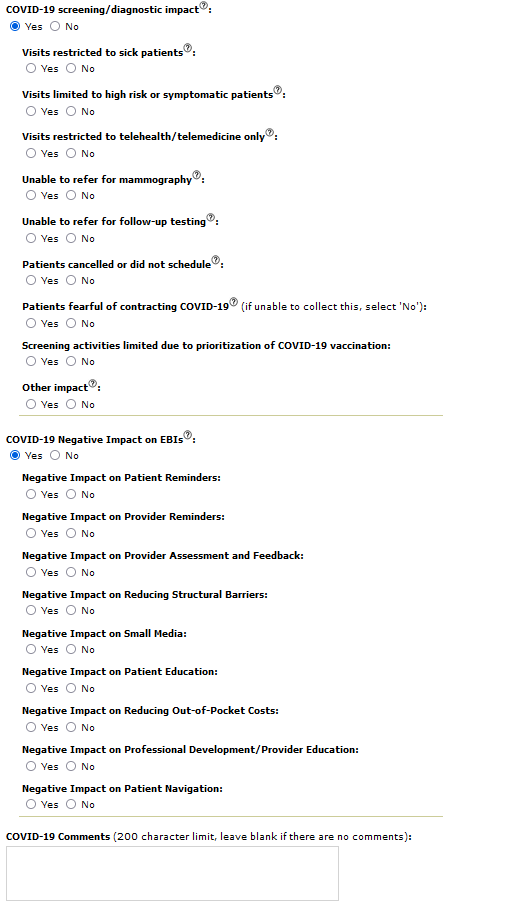 COVID-19 screening/diagnostic impact?:
Yes No
Visits restricted to sick patients?:
Yes No
Visits limited to high risk or symptomatic patients?:
Yes No
Visits restricted to telehealth/telemedicine only?:
Yes No
Unable to refer for mammography?:
Yes No
Unable to refer for follow-up testing?:
Yes No
Patients cancelled or did not schedule?:
Yes No
Patients fearful of contracting COVID-19? (if unable to collect this, select 'No'):
Yes No
Screening activities limited due to prioritization of COVID-19 vaccination:
Yes No
Other impact?:
Yes No
COVID-19 Negative Impact on EBIs?:
Yes No
Negative Impact on Patient Reminders:
Yes No
Negative Impact on Provider Reminders:
Yes No
Negative Impact on Provider Assessment and Feedback:
Yes No
Negative Impact on Reducing Structural Barriers:
Yes No
Negative Impact on Small Media:
Yes No
Negative Impact on Patient Education:
Yes No
Negative Impact on Reducing Out-of-Pocket Costs:
Yes No
Negative Impact on Professional Development/Provider Education:
Yes No
Negative Impact on Patient Navigation:
Yes No
COVID-19 Comments (200 character limit, leave blank if there are no comments):